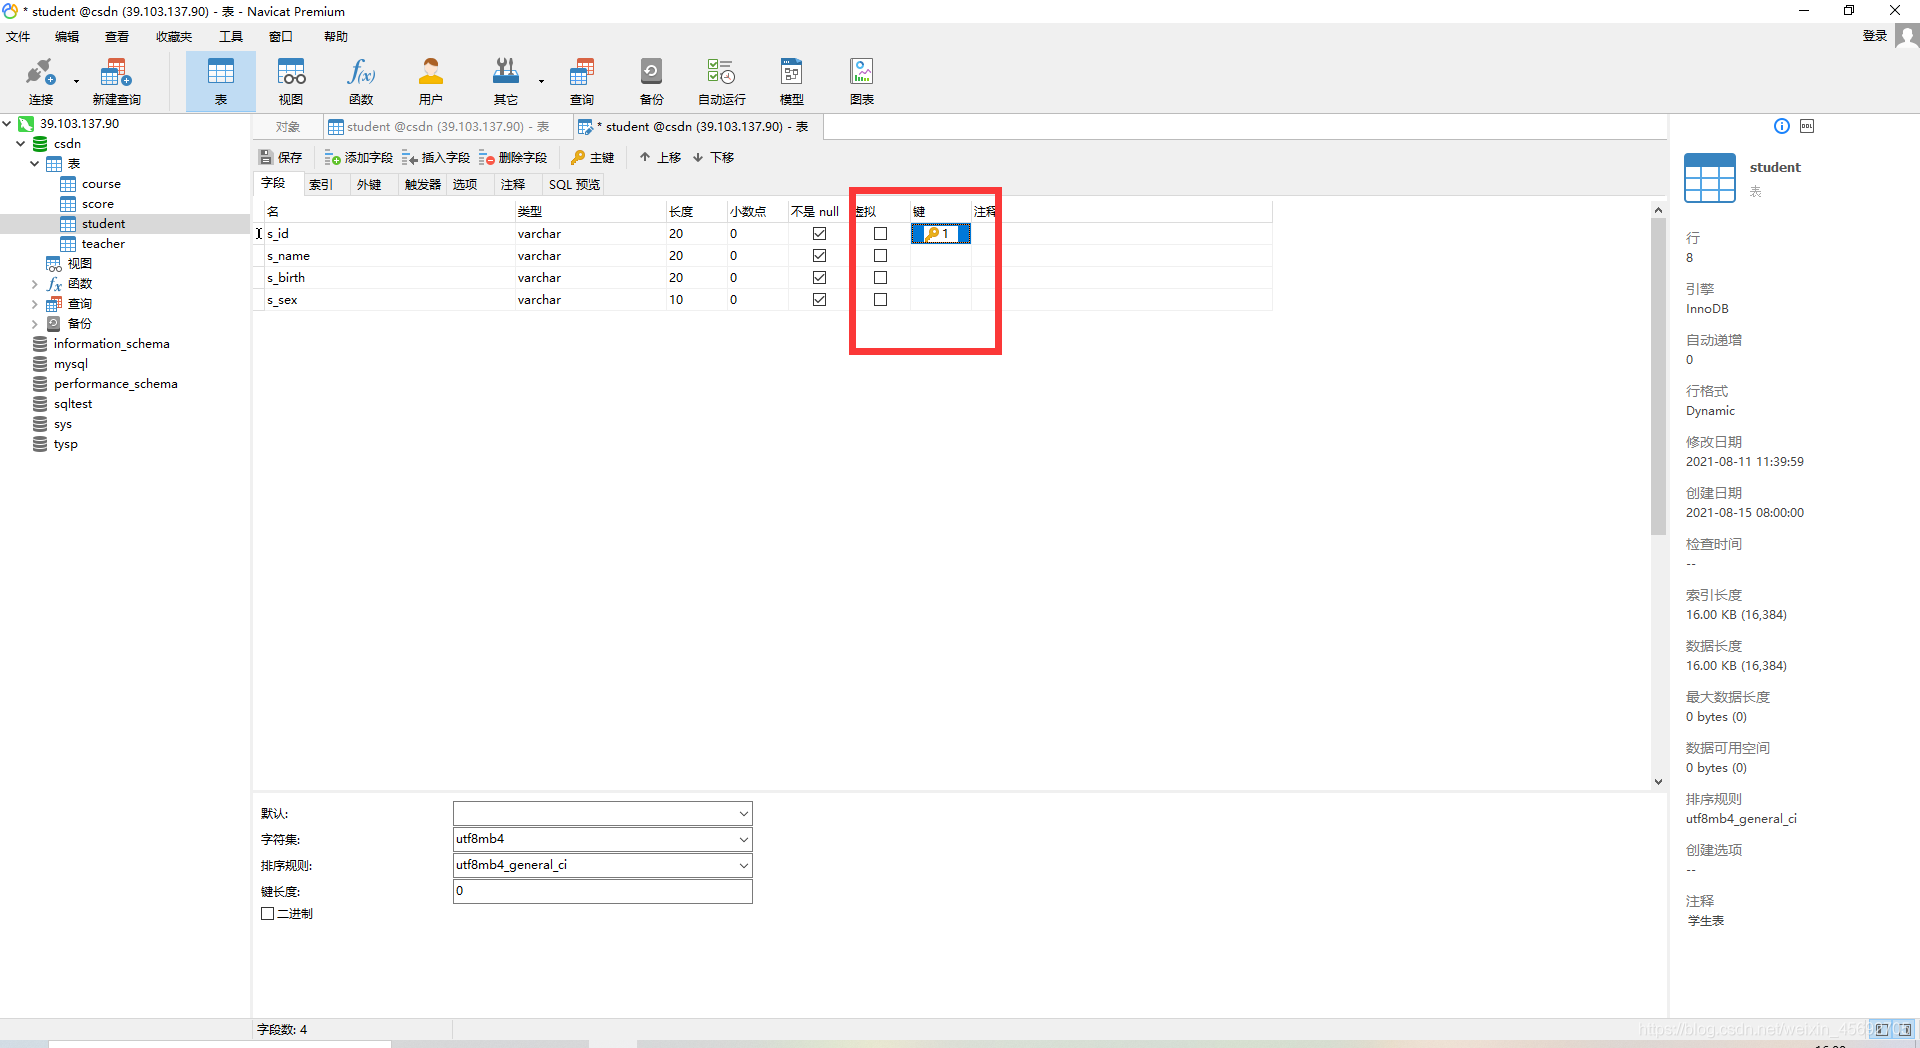 * student @csdn (39.103.137.90) - 表 - Navicat Premium
文件 编辑 查看 收藏夹 工具 窗口 帮助 登录
连接 新建查询 表 视图 函数 用户 其它 查询 备份 自动运行 模型 图表
39.103.137.90
csdn
表
course
score
student
teacher
视图
函数
查询
备份
information_schema
mysql
performance_schema
sqltest
sys
tysp
对象 student @csdn (39.103.137.90) - 表 * student @csdn (39.103.137.90) - 表
保存 添加字段 插入字段 删除字段 主键 上移 下移
字段 索引 外键 触发器 选项 注释 SQL 预览
名 类型 长度 小数点 不是 null 虚拟 键 注释
s_id varchar 20 0 1
s_name varchar 20 0
s_birth varchar 20 0
s_sex varchar 10 0
默认:
字符集: utf8mb4
排序规则: utf8mb4_general_ci
键长度: 0
二进制
字段数: 4
student
表
行
8
引擎
InnoDB
自动递增
0
行格式
Dynamic
修改日期
2021-08-11 11:39:59
创建日期
2021-08-15 08:00:00
检查时间
--
索引长度
16.00 KB (16,384)
数据长度
16.00 KB (16,384)
最大数据长度
0 bytes (0)
数据可用空间
0 bytes (0)
排序规则
utf8mb4_general_ci
创建选项
--
注释
学生表